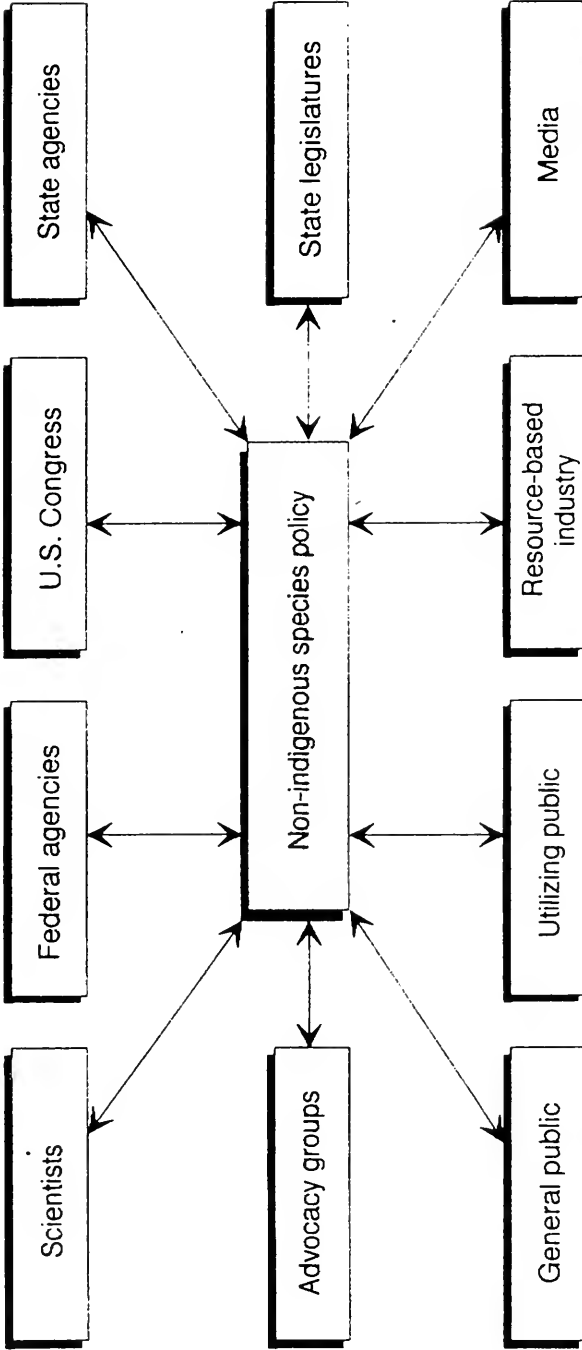 Scientists
Federal agencies
U.S. Congress
State agencies
Advocacy groups
Non-indigenous species policy
State legislatures
General public
Utilizing public
Resource-based
industry
Media